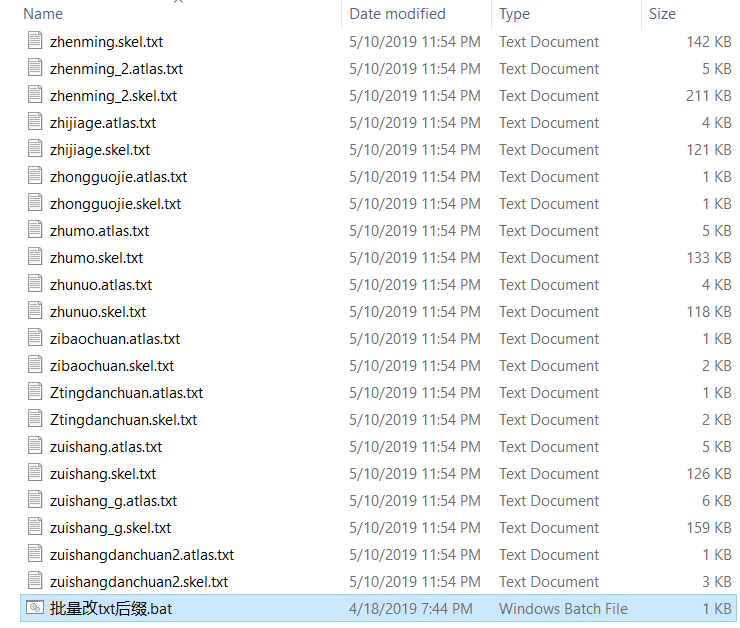 Name Date modified Type Size
zhenming.skel.txt 5/10/2019 11:54 PM Text Document 142 KB
zhenming_2.atlas.txt 5/10/2019 11:54 PM Text Document 5 KB
zhenming_2.skel.txt 5/10/2019 11:54 PM Text Document 211 KB
zhijiage.atlas.txt 5/10/2019 11:54 PM Text Document 4 KB
zhijiage.skel.txt 5/10/2019 11:54 PM Text Document 121 KB
zhongguojie.atlas.txt 5/10/2019 11:54 PM Text Document 1 KB
zhongguojie.skel.txt 5/10/2019 11:54 PM Text Document 1 KB
zhumo.atlas.txt 5/10/2019 11:54 PM Text Document 5 KB
zhumo.skel.txt 5/10/2019 11:54 PM Text Document 133 KB
zhunuo.atlas.txt 5/10/2019 11:54 PM Text Document 4 KB
zhunuo.skel.txt 5/10/2019 11:54 PM Text Document 118 KB
zibaochuan.atlas.txt 5/10/2019 11:54 PM Text Document 1 KB
zibaochuan.skel.txt 5/10/2019 11:54 PM Text Document 2 KB
Ztingdanchuan.atlas.txt 5/10/2019 11:54 PM Text Document 1 KB
Ztingdanchuan.skel.txt 5/10/2019 11:54 PM Text Document 2 KB
zuishang.atlas.txt 5/10/2019 11:54 PM Text Document 5 KB
zuishang.skel.txt 5/10/2019 11:54 PM Text Document 126 KB
zuishang_g.atlas.txt 5/10/2019 11:54 PM Text Document 6 KB
zuishang_g.skel.txt 5/10/2019 11:54 PM Text Document 159 KB
zuishangdanchuan2.atlas.txt 5/10/2019 11:54 PM Text Document 1 KB
zuishangdanchuan2.skel.txt 5/10/2019 11:54 PM Text Document 3 KB
批量改txt后缀.bat 4/18/2019 7:44 PM Windows Batch File 1 KB